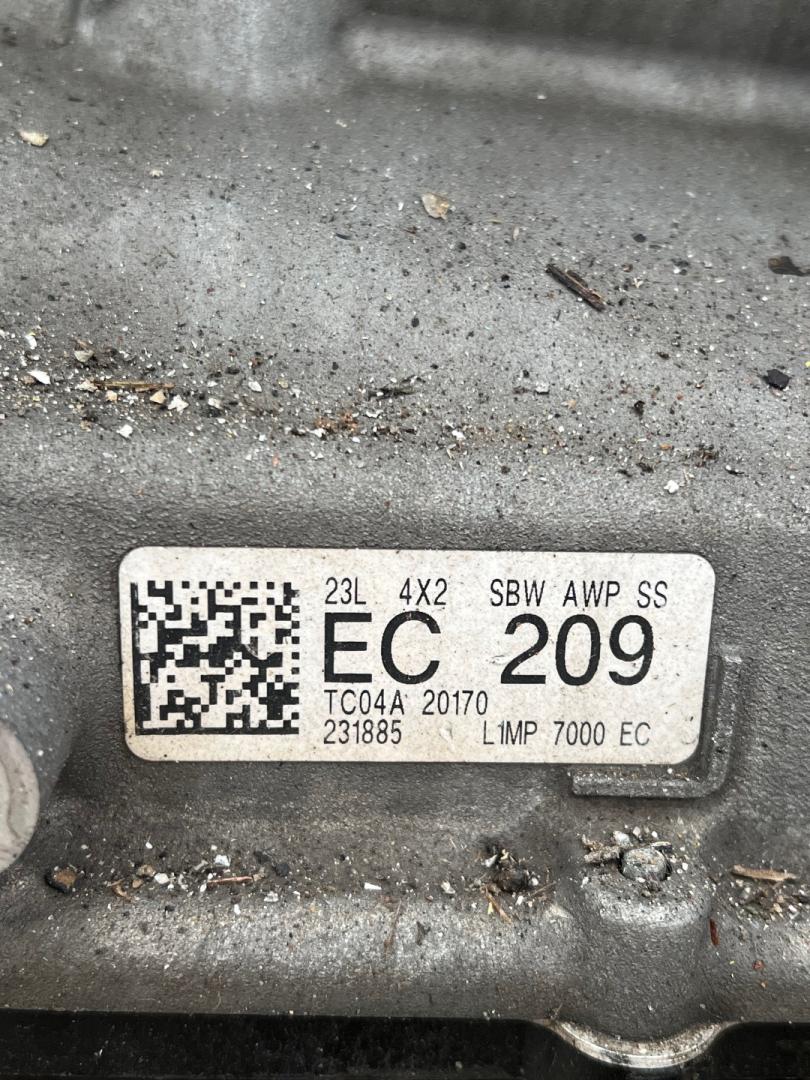 23L 4X2 SBW AWP SS
EC 209
TC04A 20170
231885 L1MP 7000 EC